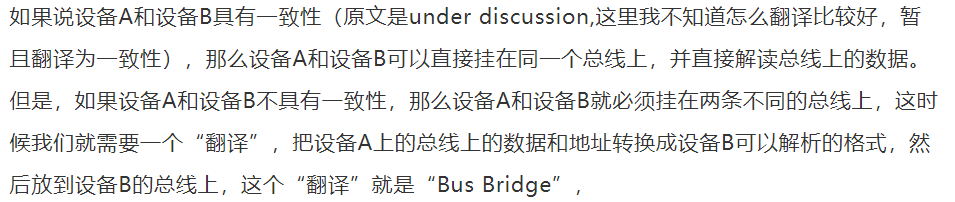 如果说设备A和设备B具有一致性（原文是under discussion,这里我不知道怎么翻译比较好，暂
且翻译为一致性），那么设备A和设备B可以直接挂在同一个总线上，并直接解读总线上的数据。
但是，如果设备A和设备B不具有一致性，那么设备A和设备B就必须挂在两条不同的总线上，这时
候我们就需要一个“翻译”，把设备A上的总线上的数据和地址转换成设备B可以解析的格式，然
后放到设备B的总线上，这个“翻译”就是“Bus Bridge”，